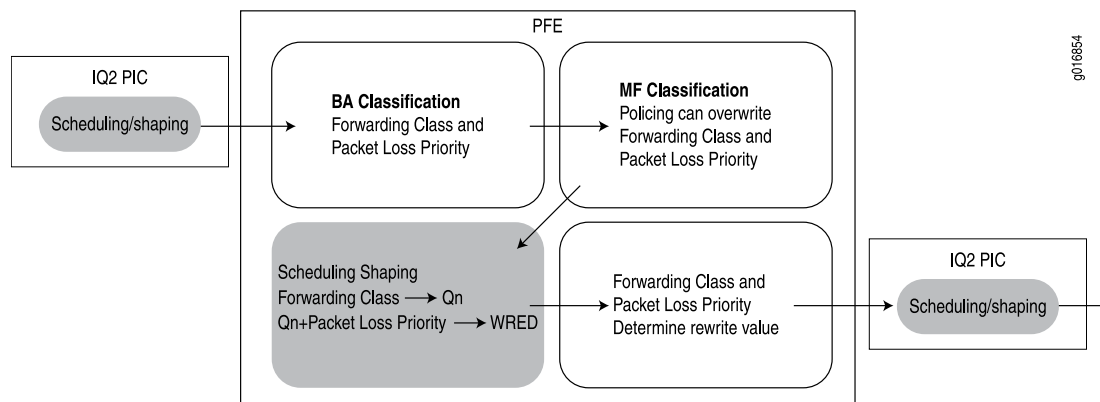 PFE
g016854
IQ2 PIC
Scheduling/shaping
BA Classification
Forwarding Class and
Packet Loss Priority
MF Classification
Policing can overwrite
Forwarding Class and
Packet Loss Priority
Scheduling Shaping
Forwarding Class → Qn
Qn+Packet Loss Priority → WRED
Forwarding Class and
Packet Loss Priority
Determine rewrite value
IQ2 PIC
Scheduling/shaping